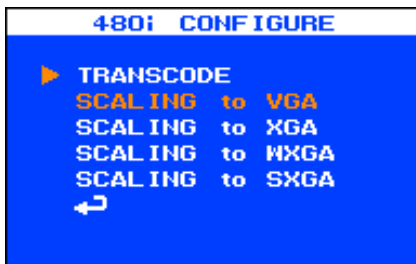 480i CONFIGURE
TRANSCODE
SCALING to VGA
SCALING to XGA
SCALING to WXGA
SCALING to SXGA